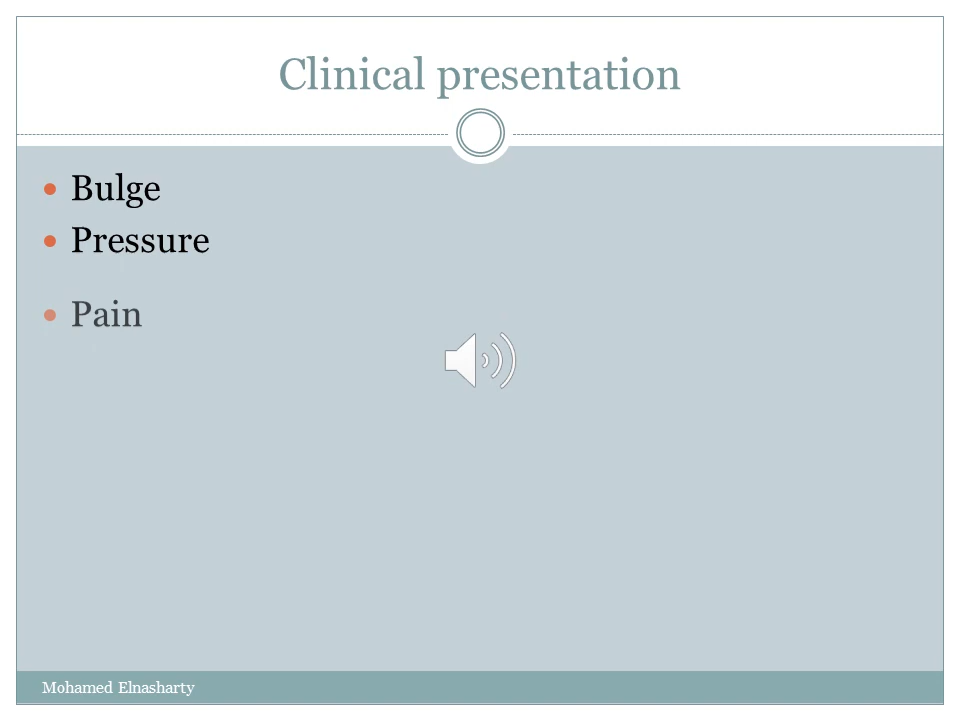 Clinical presentation
Bulge
Pressure
Pain
Mohamed Elnasharty